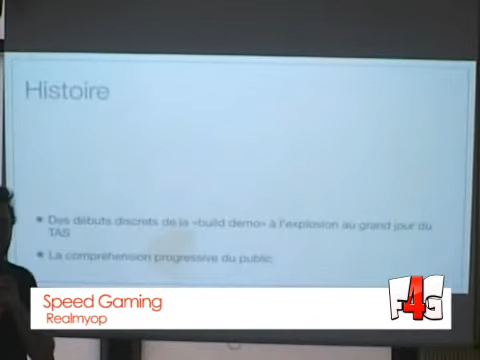 Histoire
• Des débuts discrets de la «build demo» à l'explosion au grand jour du
TAS
• La compréhension progressive du public
Speed Gaming
Realmyop
F4G